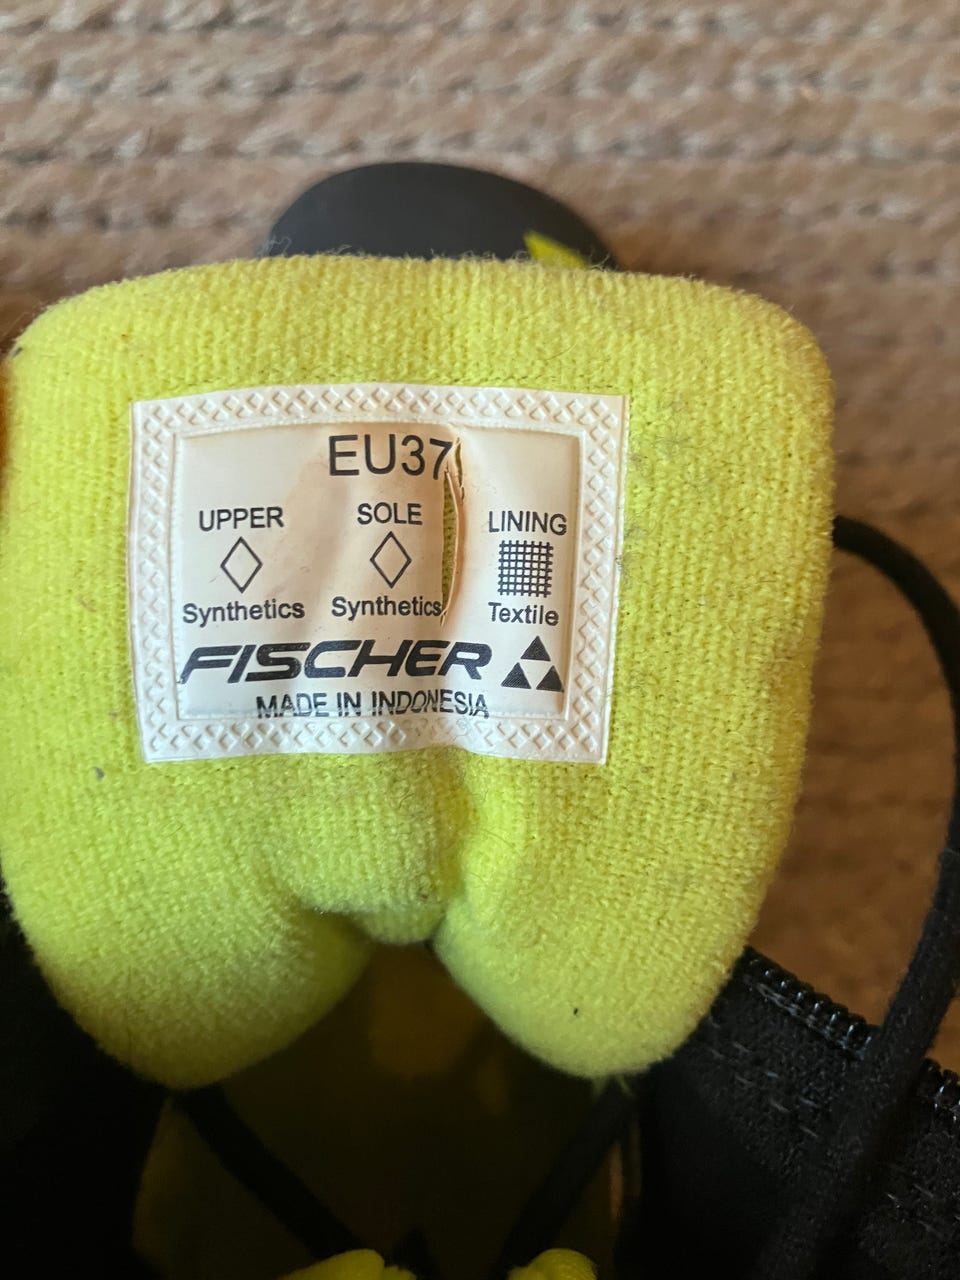 EU37
UPPER SOLE LINING
Synthetics Synthetics Textile
FISCHER
MADE IN INDONESIA